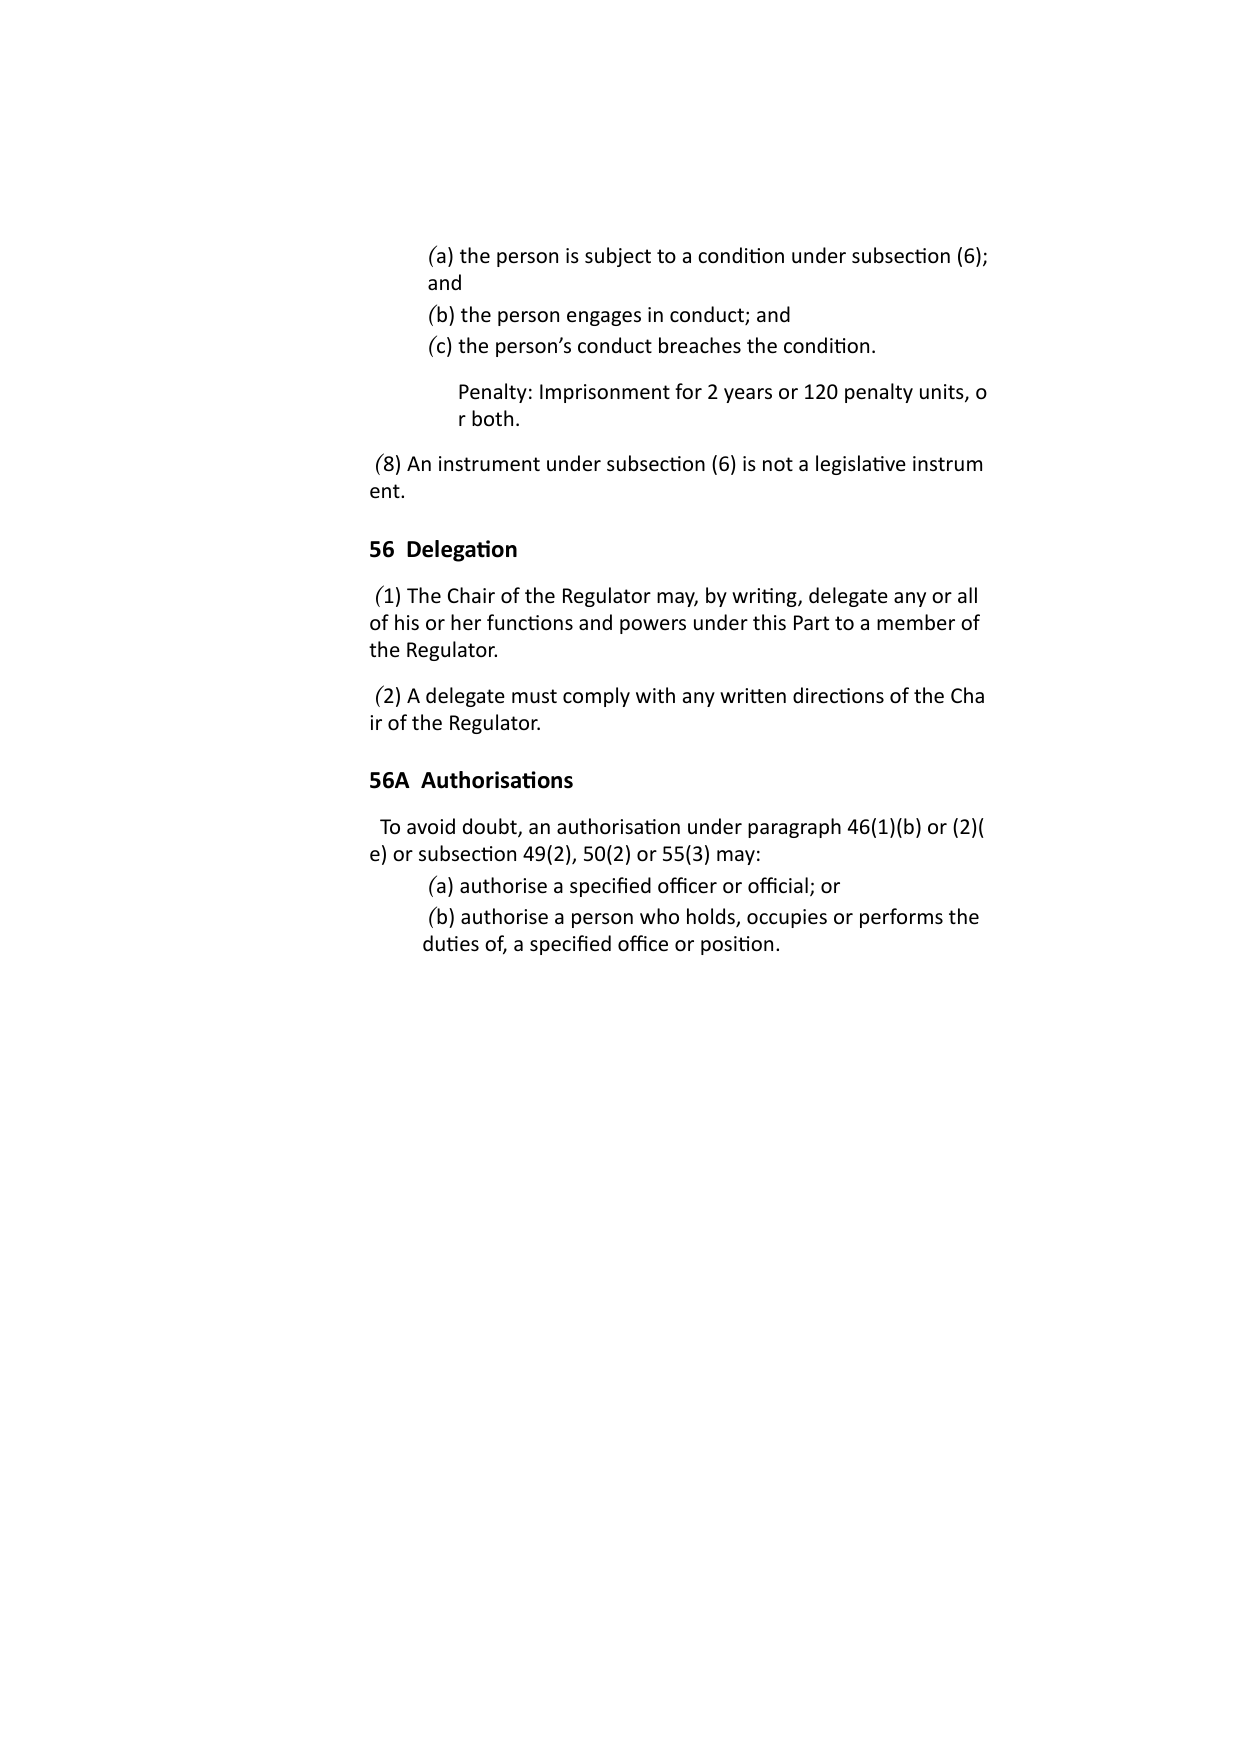 (a) the person is subject to a condition under subsection (6);
and
(b) the person engages in conduct; and
(c) the person’s conduct breaches the condition.
Penalty: Imprisonment for 2 years or 120 penalty units, o
r both.
(8) An instrument under subsection (6) is not a legislative instrum
ent.
56 Delegation
(1) The Chair of the Regulator may, by writing, delegate any or all
of his or her functions and powers under this Part to a member of
the Regulator.
(2) A delegate must comply with any written directions of the Cha
ir of the Regulator.
56A Authorisations
To avoid doubt, an authorisation under paragraph 46(1)(b) or (2)(
e) or subsection 49(2), 50(2) or 55(3) may:
(a) authorise a specified officer or official; or
(b) authorise a person who holds, occupies or performs the
duties of, a specified office or position.